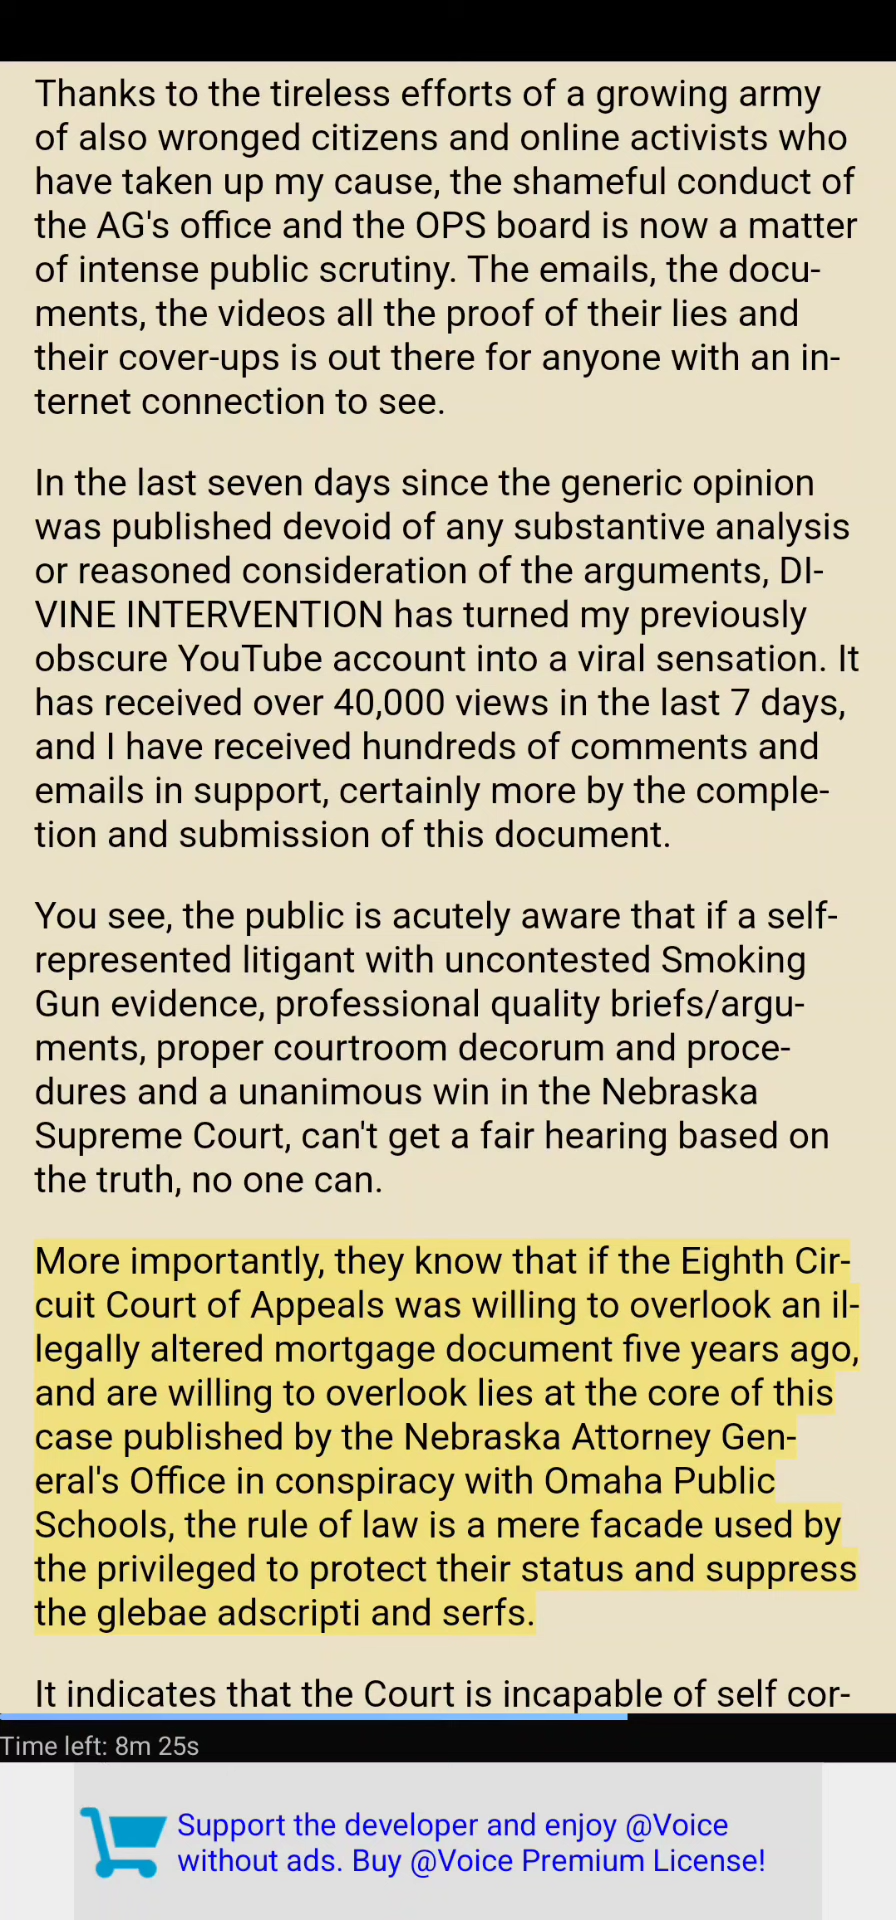 Thanks to the tireless efforts of a growing army
of also wronged citizens and online activists who
have taken up my cause, the shameful conduct of
the AG's office and the OPS board is now a matter
of intense public scrutiny. The emails, the docu-
ments, the videos all the proof of their lies and
their cover-ups is out there for anyone with an in-
ternet connection to see.
In the last seven days since the generic opinion
was published devoid of any substantive analysis
or reasoned consideration of the arguments, DI-
VINE INTERVENTION has turned my previously
obscure YouTube account into a viral sensation. It
has received over 40,000 views in the last 7 days,
and I have received hundreds of comments and
emails in support, certainly more by the comple-
tion and submission of this document.
You see, the public is acutely aware that if a self-
represented litigant with uncontested Smoking
Gun evidence, professional quality briefs/argu-
ments, proper courtroom decorum and proce-
dures and a unanimous win in the Nebraska
Supreme Court, can't get a fair hearing based on
the truth, no one can.
More importantly, they know that if the Eighth Cir-
cuit Court of Appeals was willing to overlook an il-
legally altered mortgage document five years ago,
and are willing to overlook lies at the core of this
case published by the Nebraska Attorney Gen-
eral's Office in conspiracy with Omaha Public
Schools, the rule of law is a mere facade used by
the privileged to protect their status and suppress
the glebae adscripti and serfs.
It indicates that the Court is incapable of self cor-
Time left: 8m 25s
Support the developer and enjoy @Voice
without ads. Buy @Voice Premium License!